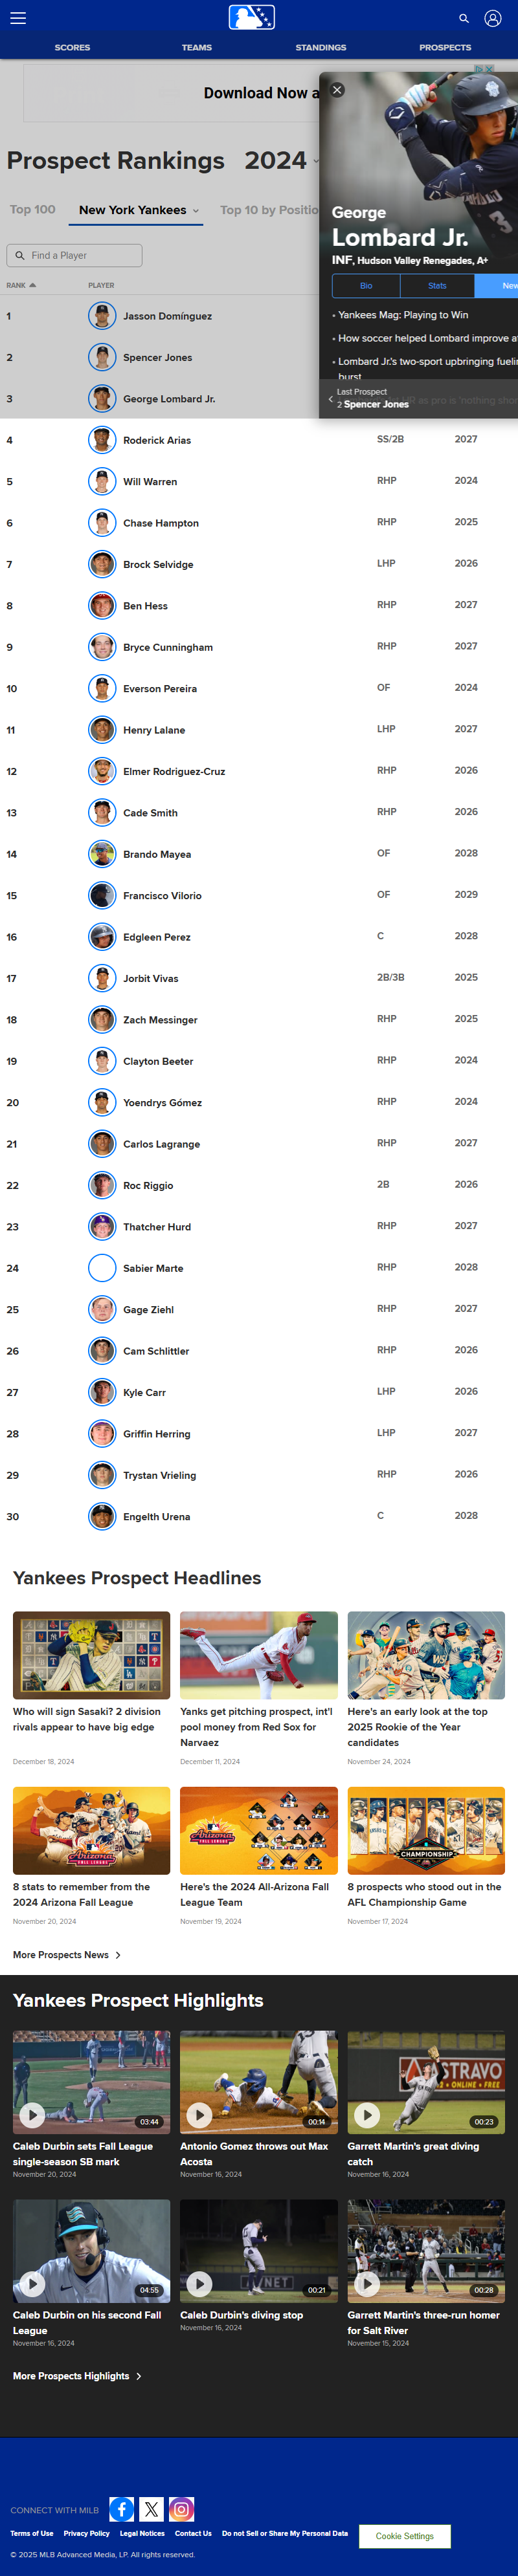 SCORES
TEAMS
STANDINGS
PROSPECTS
Download Now a
Prospect Rankings 2024
Top 100
New York Yankees
Top 10 by Positio
Find a Player
RANK
PLAYER
George
Lombard Jr.
INF, Hudson Valley Renegades, A+
Bio
Stats
New
• Yankees Mag: Playing to Win
• How soccer helped Lombard improve a
• Lombard Jr.'s two-sport upbringing fuelin
burst
Last Prospect
2 Spencer Jones
1 Jasson Domínguez
2 Spencer Jones
3 George Lombard Jr.
4 Roderick Arias SS/2B 2027
5 Will Warren RHP 2024
6 Chase Hampton RHP 2025
7 Brock Selvidge LHP 2026
8 Ben Hess RHP 2027
9 Bryce Cunningham RHP 2027
10 Everson Pereira OF 2024
11 Henry Lalane LHP 2027
12 Elmer Rodriguez-Cruz RHP 2026
13 Cade Smith RHP 2026
14 Brando Mayea OF 2028
15 Francisco Vilorio OF 2029
16 Edgleen Perez C 2028
17 Jorbit Vivas 2B/3B 2025
18 Zach Messinger RHP 2025
19 Clayton Beeter RHP 2024
20 Yoendrys Gómez RHP 2024
21 Carlos Lagrange RHP 2027
22 Roc Riggio 2B 2026
23 Thatcher Hurd RHP 2027
24 Sabier Marte RHP 2028
25 Gage Ziehl RHP 2027
26 Cam Schlittler RHP 2026
27 Kyle Carr LHP 2026
28 Griffin Herring LHP 2027
29 Trystan Vrieling RHP 2026
30 Engelth Urena C 2028
Yankees Prospect Headlines
Who will sign Sasaki? 2 division
rivals appear to have big edge
December 18, 2024
Yanks get pitching prospect, int'l
pool money from Red Sox for
Narvaez
December 11, 2024
Here's an early look at the top
2025 Rookie of the Year
candidates
November 24, 2024
8 stats to remember from the
2024 Arizona Fall League
November 20, 2024
Here's the 2024 All-Arizona Fall
League Team
November 19, 2024
CHAMPIONSHIP
8 prospects who stood out in the
AFL Championship Game
November 17, 2024
More Prospects News
Yankees Prospect Highlights
03:44
Caleb Durbin sets Fall League
single-season SB mark
November 20, 2024
00:14
Antonio Gomez throws out Max
Acosta
November 16, 2024
STRAVO
ONLINE • FREE
00:23
Garrett Martin's great diving
catch
November 16, 2024
04:55
Caleb Durbin on his second Fall
League
November 16, 2024
00:21
Caleb Durbin's diving stop
November 16, 2024
00:28
Garrett Martin's three-run homer
for Salt River
November 15, 2024
More Prospects Highlights
CONNECT WITH MILB
Terms of Use
Privacy Policy
Legal Notices
Contact Us
Do not Sell or Share My Personal Data
Cookie Settings
© 2025 MLB Advanced Media, LP. All rights reserved.